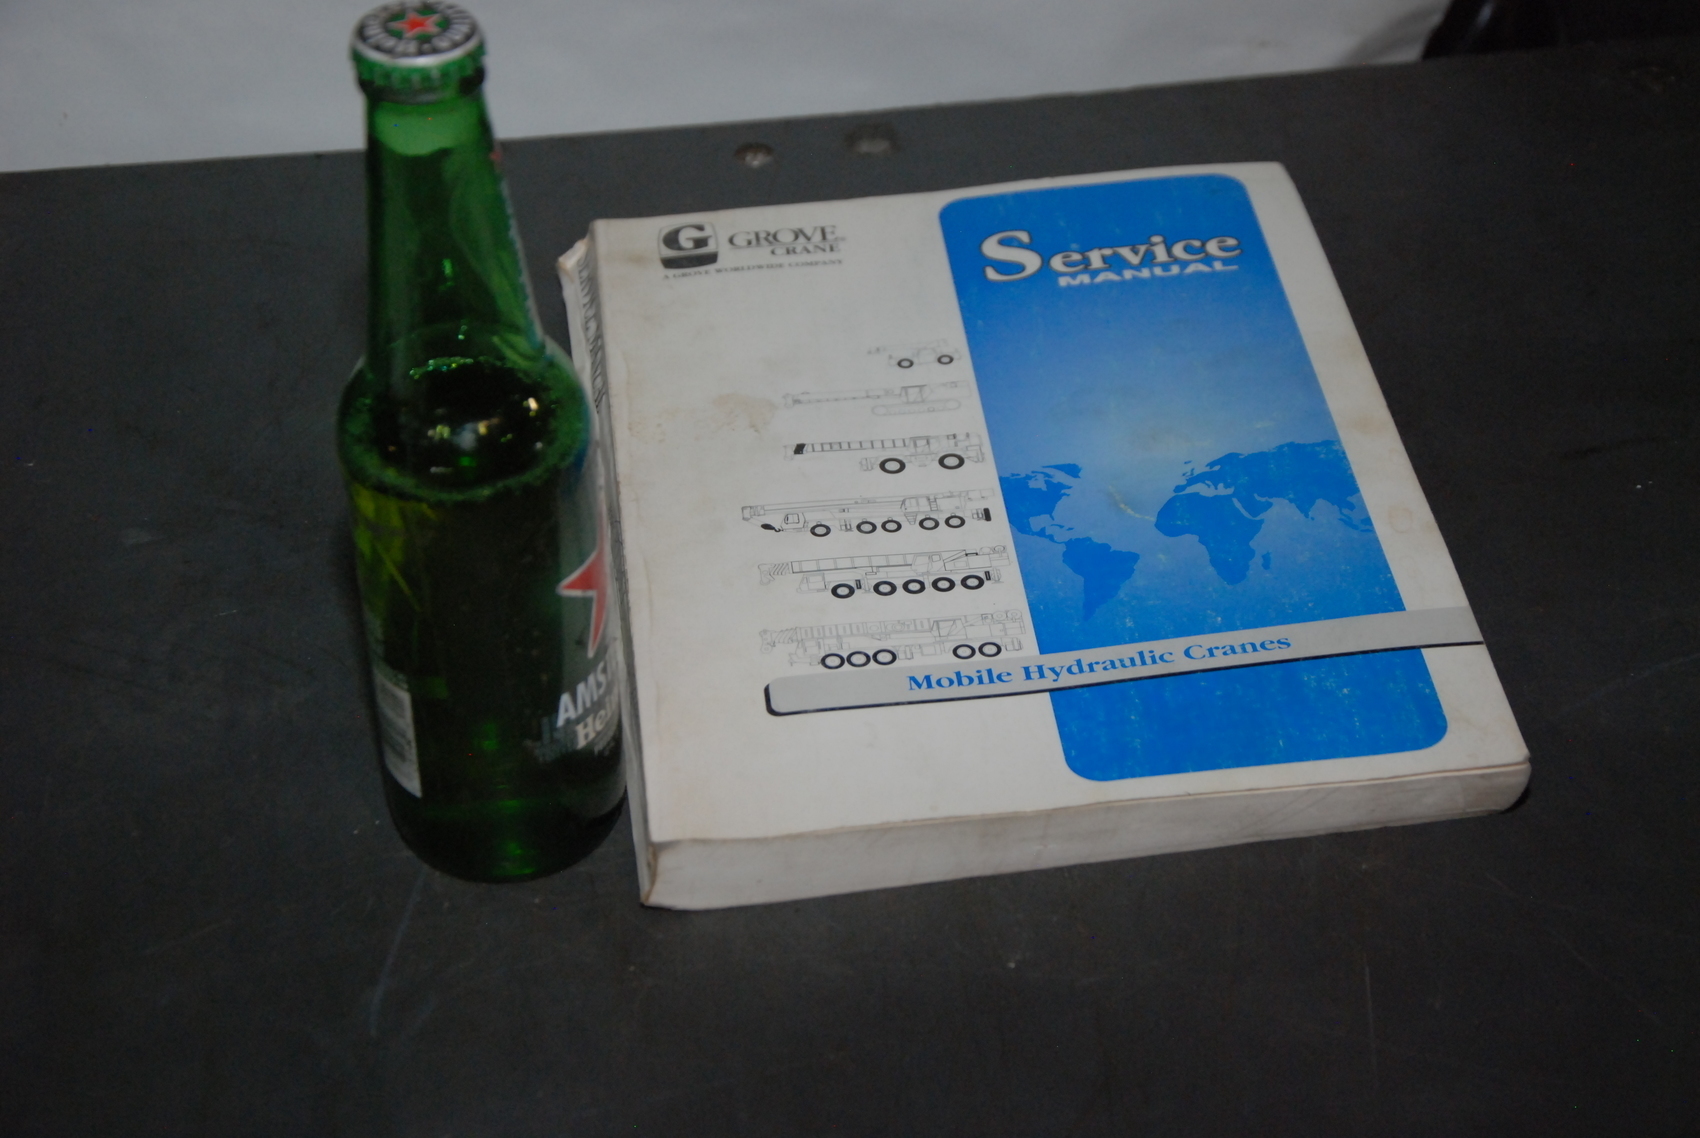 G GROVE
CRANE
A GROVE WORLDWIDE COMPANY
Service
MANUAL
Mobile Hydraulic Cranes
AMS
Hei